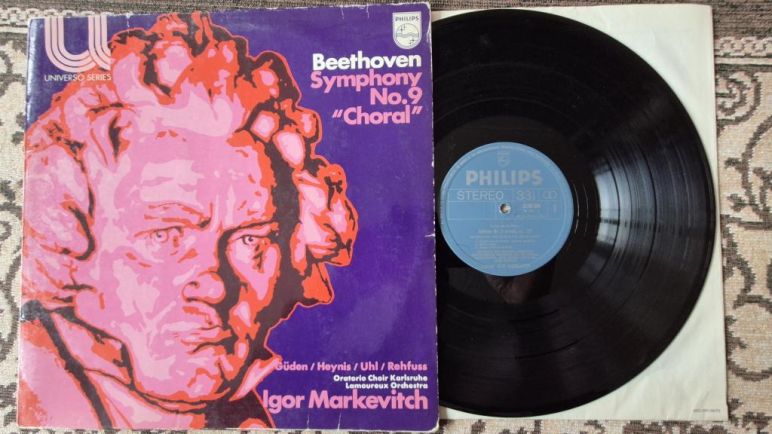 UNIVERSO SERIES
PHILIPS
Beethoven
Symphony
No.9
"Choral"
Güden / Heynis / Uhl / Rehfuss
Oratorio Choir Karlsruhe
Lamoureux Orchestra
Igor Markevitch
PHILIPS
STEREO 33